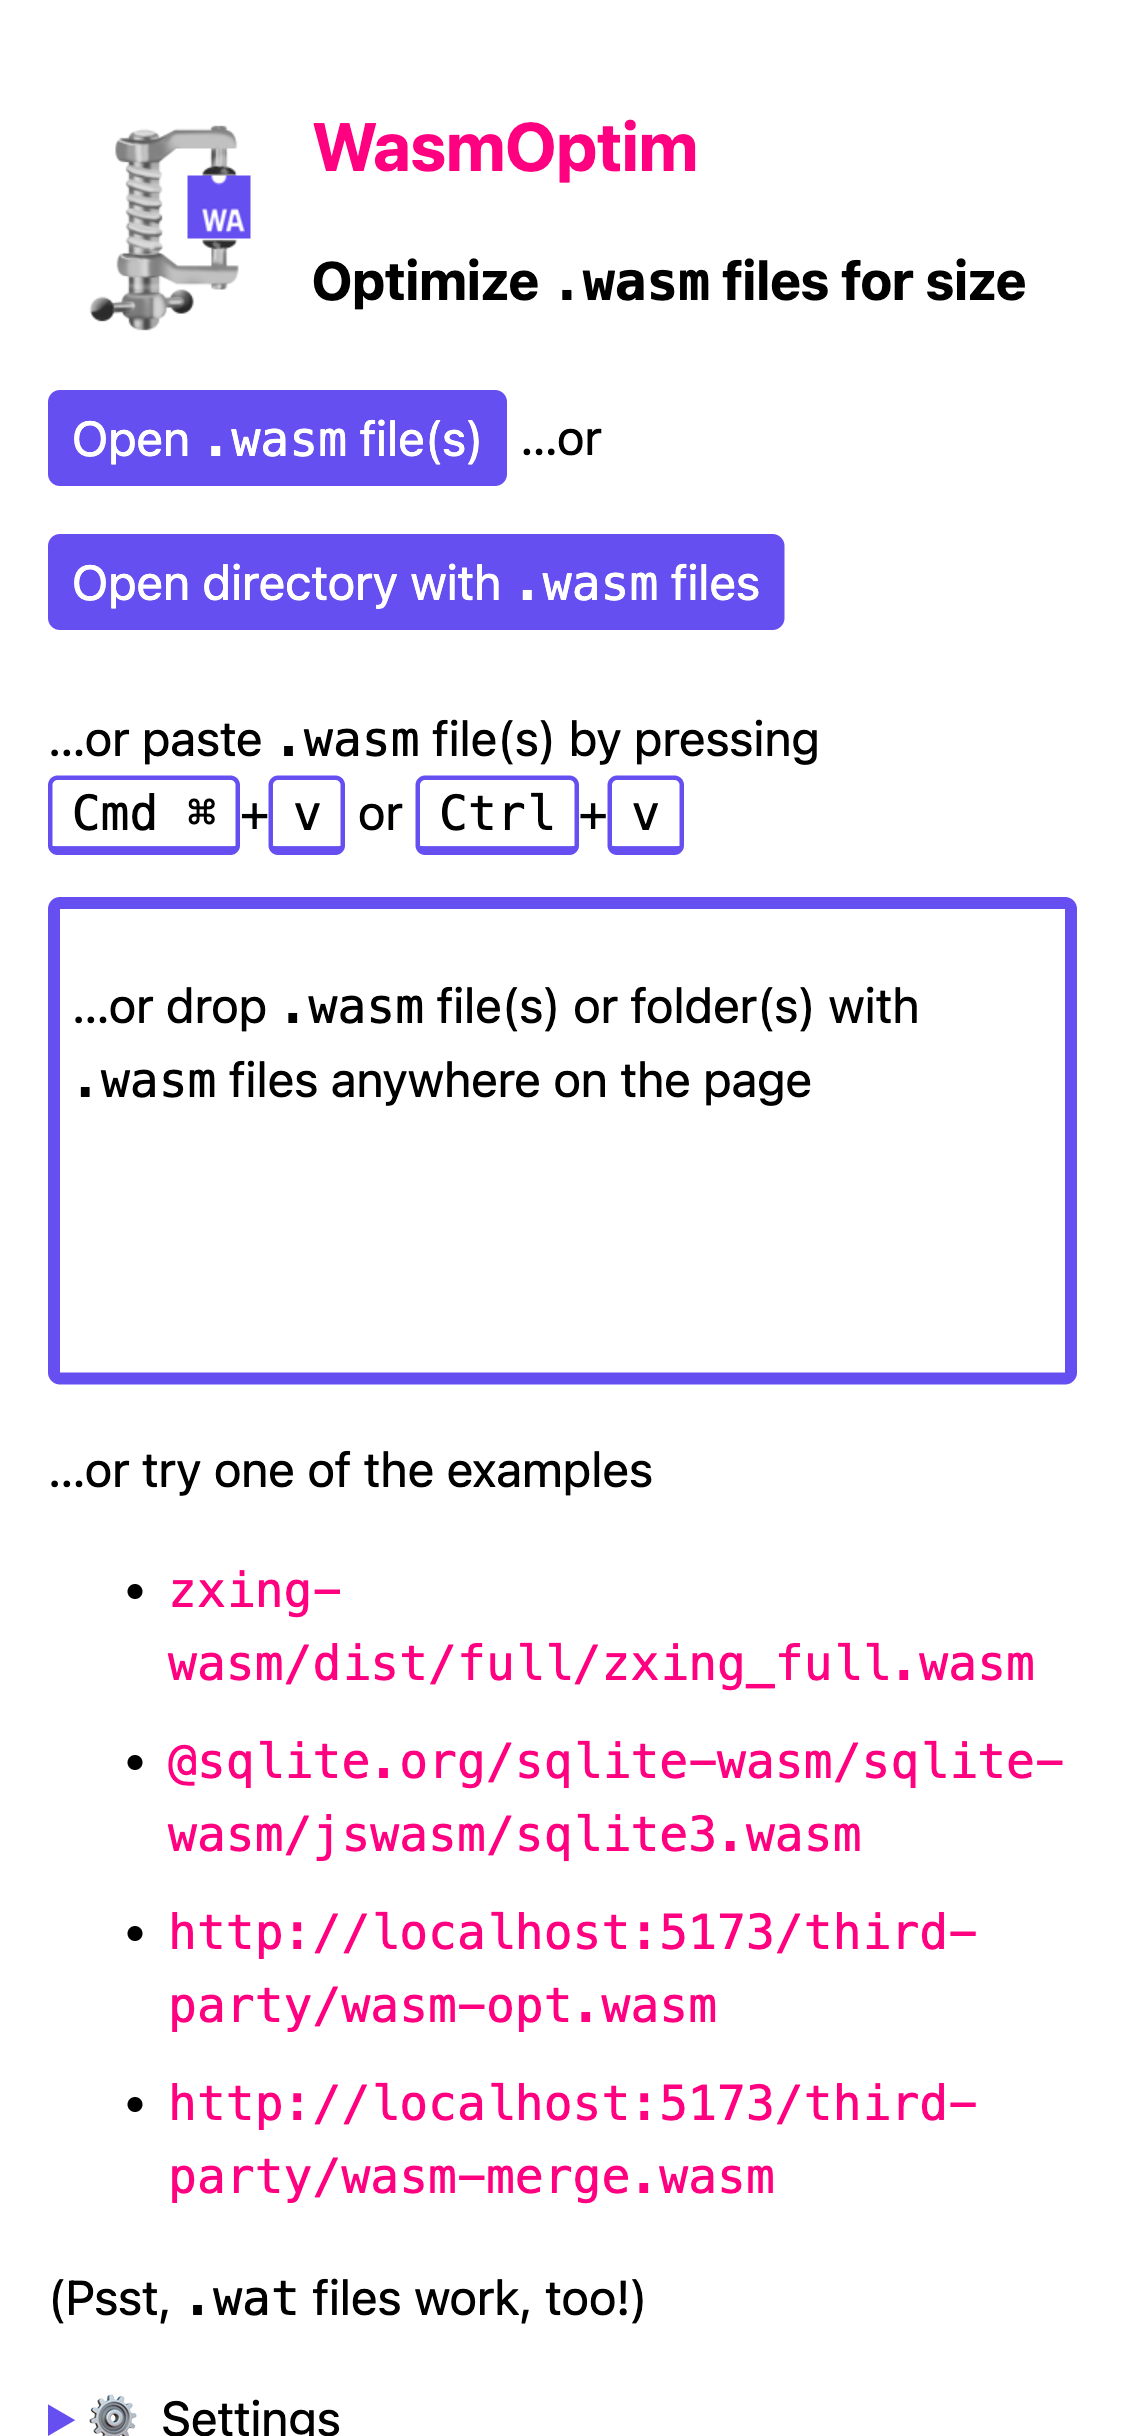 WasmOptim
WA
Optimize .wasm files for size
Open .wasm file(s) …or
Open directory with .wasm files
…or paste .wasm file(s) by pressing
Cmd ⌘+v or Ctrl+v
…or drop .wasm file(s) or folder(s) with
.wasm files anywhere on the page
…or try one of the examples
• zxing-
wasm/dist/full/zxing_full.wasm
• @sqlite.org/sqlite-wasm/sqlite-
wasm/jswasm/sqlite3.wasm
• http://localhost:5173/third-
party/wasm-opt.wasm
• http://localhost:5173/third-
party/wasm-merge.wasm
(Psst, .wat files work, too!)
Settings